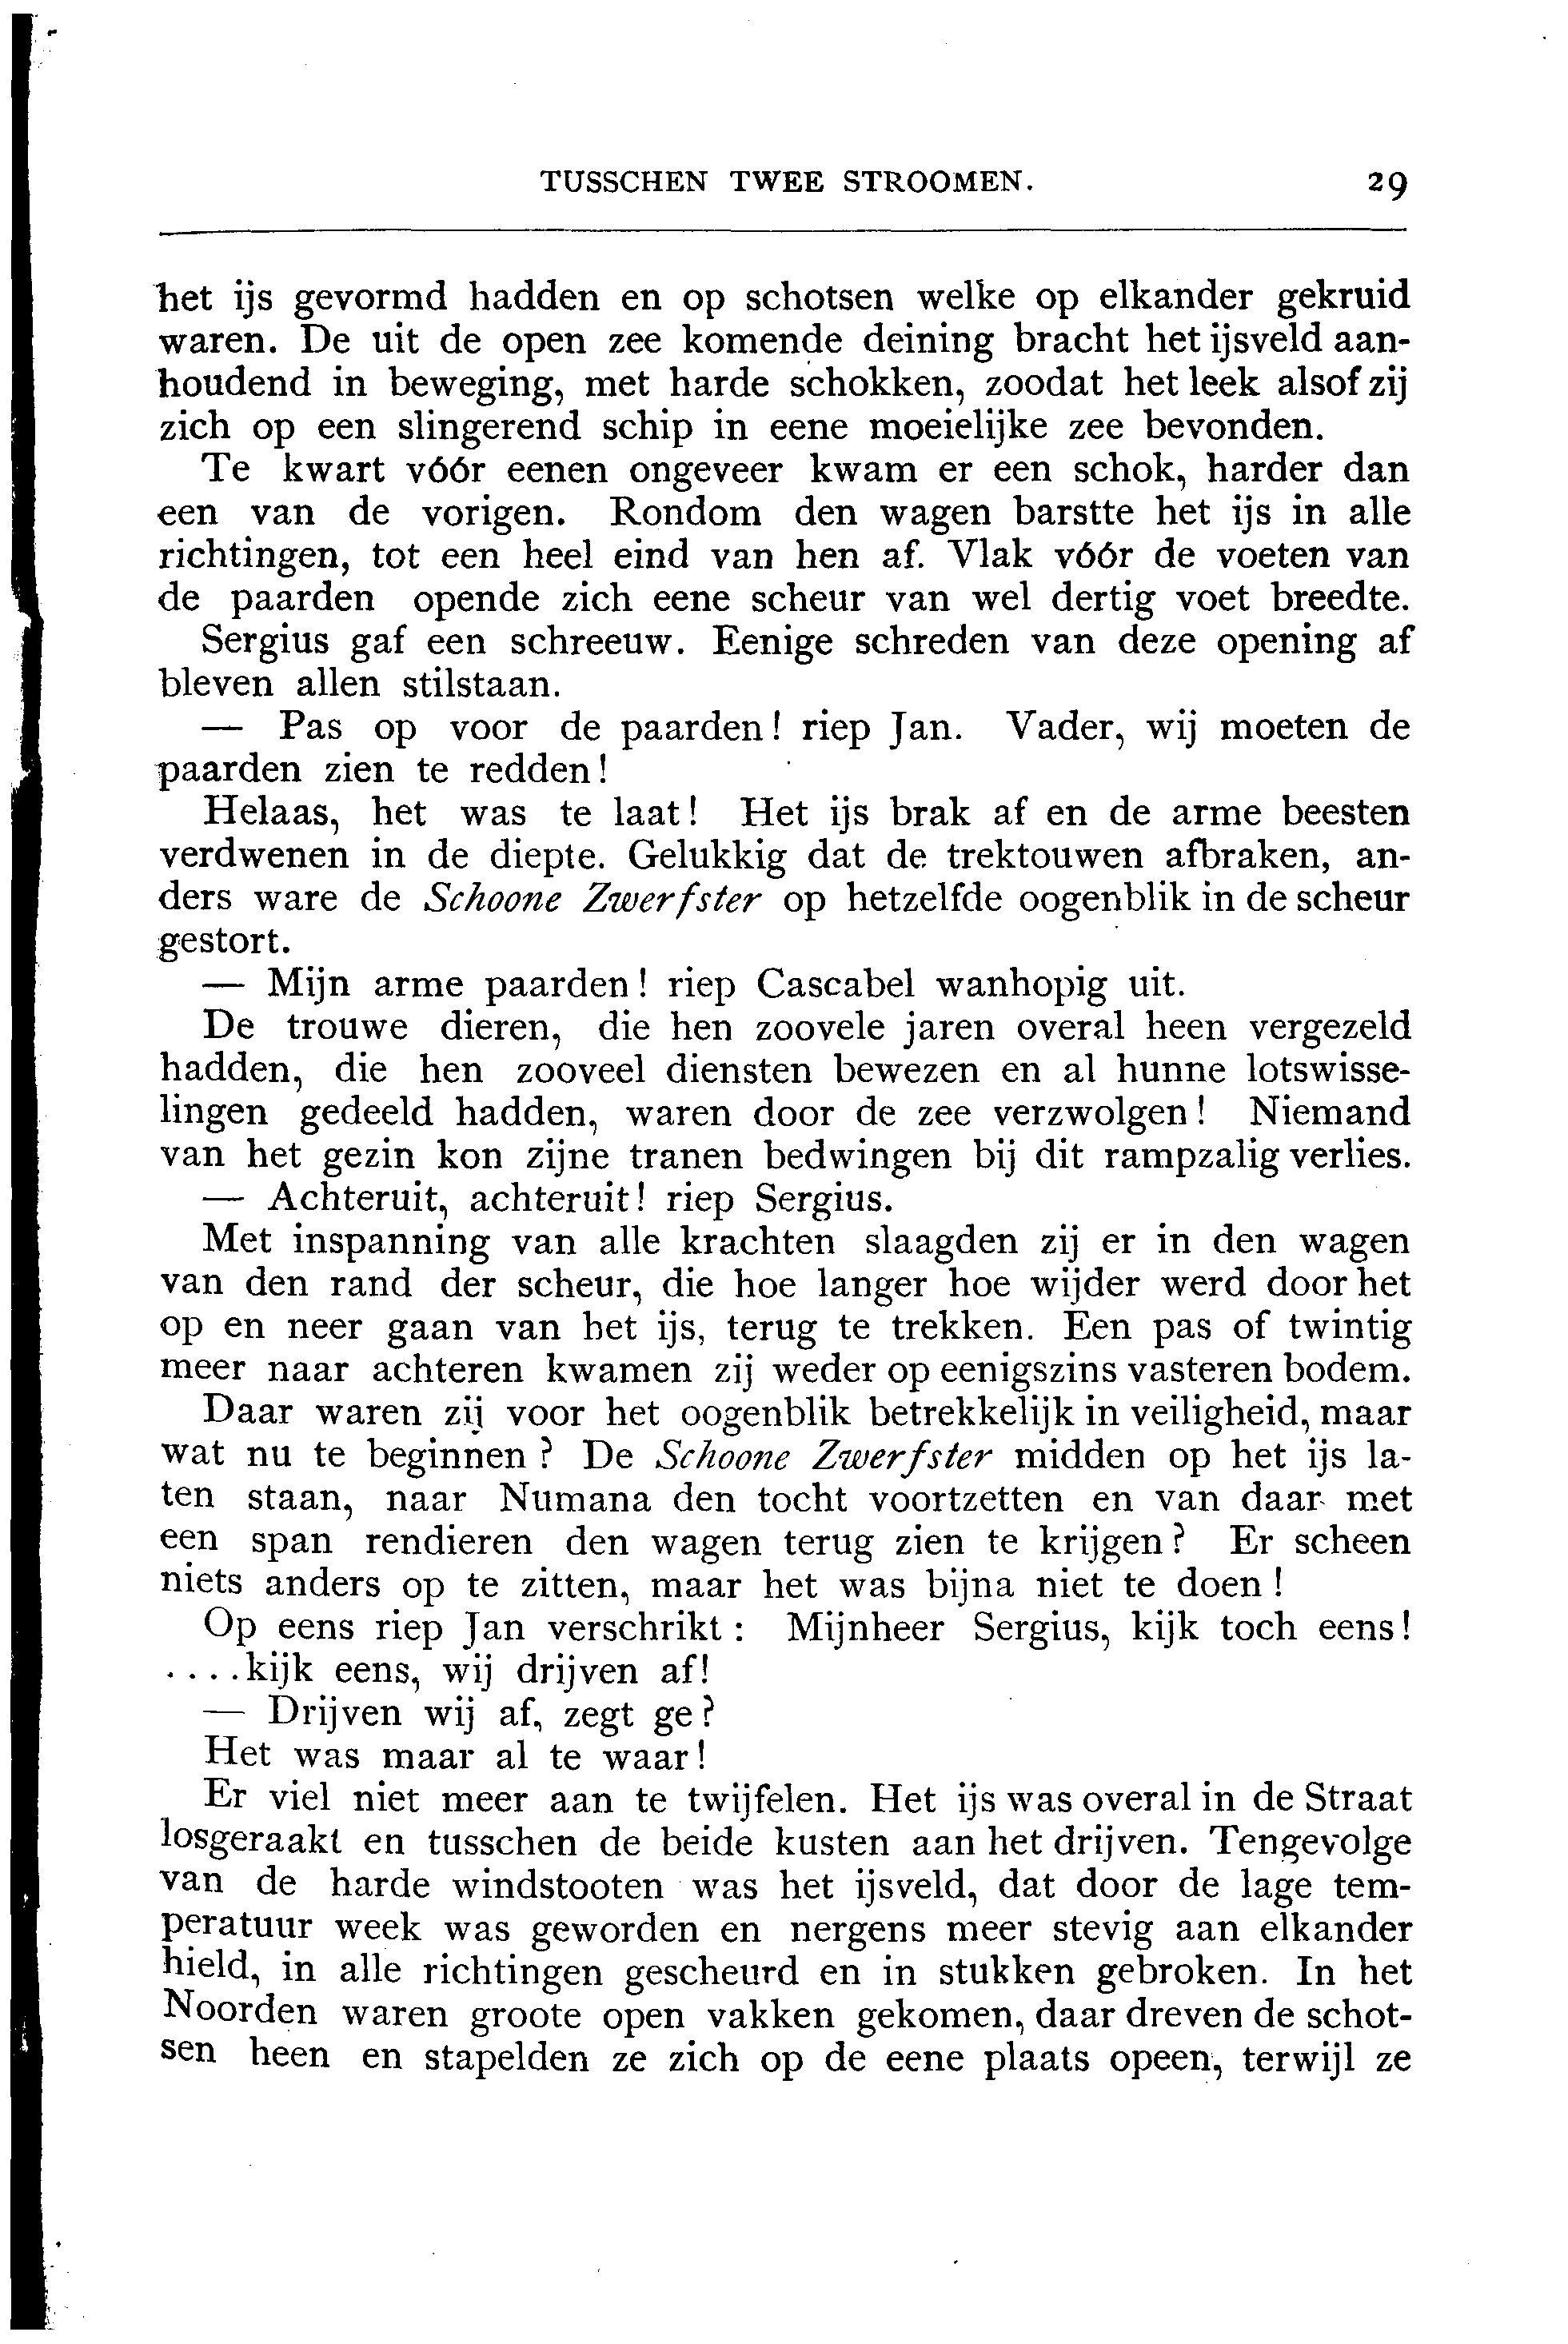 TUSSCHEN TWEE STROOMEN. 29
het ijs gevormd hadden en op schotsen welke op elkander gekruid
waren. De uit de open zee komende deining bracht het ijsveld aan-
houdend in beweging, met harde schokken, zoodat het leek alsof zij
zich op een slingerend schip in eene moeielijke zee bevonden.
Te kwart vóór eenen ongeveer kwam er een schok, harder dan
een van de vorigen. Rondom den wagen barstte het ijs in alle
richtingen, tot een heel eind van hen af. Vlak vóór de voeten van
de paarden opende zich eene scheur van wel dertig voet breedte.
Sergius gaf een schreeuw. Eenige schreden van deze opening af
bleven allen stilstaan.
— Pas op voor de paarden! riep Jan. Vader, wij moeten de
paarden zien te redden!
Helaas, het was te laat! Het ijs brak af en de arme beesten
verdwenen in de diepte. Gelukkig dat de trektouwen afbraken, an-
ders ware de Schoone Zwerfster op hetzelfde oogenblik in de scheur
gestort.
— Mijn arme paarden! riep Cascabel wanhopig uit.
De trouwe dieren, die hen zoovele jaren overal heen vergezeld
hadden, die hen zooveel diensten bewezen en al hunne lotswisse-
lingen gedeeld hadden, waren door de zee verzwolgen! Niemand
van het gezin kon zijne tranen bedwingen bij dit rampzalig verlies.
— Achteruit, achteruit! riep Sergius.
Met inspanning van alle krachten slaagden zij er in den wagen
van den rand der scheur, die hoe langer hoe wijder werd door het
op en neer gaan van het ijs, terug te trekken. Een pas of twintig
meer naar achteren kwamen zij weder op eenigszins vasteren bodem.
Daar waren zij voor het oogenblik betrekkelijk in veiligheid, maar
wat nu te beginnen? De Schoone Zwerfster midden op het ijs la-
ten staan, naar Numana den tocht voortzetten en van daar met
een span rendieren den wagen terug zien te krijgen? Er scheen
niets anders op te zitten, maar het was bijna niet te doen!
Op eens riep Jan verschrikt: Mijnheer Sergius, kijk toch eens!
....kijk eens, wij drijven af!
— Drijven wij af, zegt ge?
Het was maar al te waar!
Er viel niet meer aan te twijfelen. Het ijs was overal in de Straat
losgeraakt en tusschen de beide kusten aan het drijven. Tengevolge
van de harde windstooten was het ijsveld, dat door de lage tem-
peratuur week was geworden en nergens meer stevig aan elkander
hield, in alle richtingen gescheurd en in stukken gebroken. In het
Noorden waren groote open vakken gekomen, daar dreven de schot-
sen heen en stapelden ze zich op de eene plaats opeen, terwijl ze